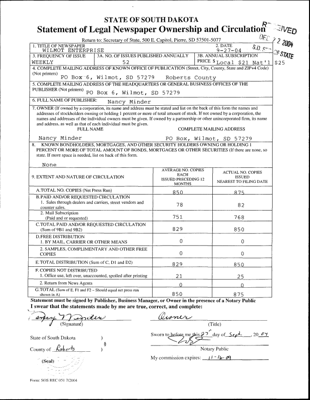 STATE OF SOUTH DAKOTA
Statement of Legal Newspaper Ownership and Circulation
Return to: Secretary of State, 500 E. Capitol, Pierre, SD 57501-5077
1. TITLE OF NEWSPAPER
WILMOT ENTERPRISE
2. DATE
9-27-04
3. FREQUENCY OF ISSUE
WEEKLY
3A. NO. OF ISSUES PUBLISHED ANNUALLY
52
3B. ANNUAL SUBSCRIPTION
PRICE $ Local $21 Nat'l $25
4. COMPLETE MAILING ADDRESS OF KNOWN OFFICE OF PUBLICATION (Street, City, County, State and ZIP+4 Code)
(Not printers)
PO Box 6, Wilmot, SD 57279 Roberts County
5. COMPLETE MAILING ADDRESS OF THE HEADQUARTERS OF GENERAL BUSINESS OFFICES OF THE
PUBLISHER (Not printers)
PO Box 6, Wilmot, SD 57279
6. FULL NAME OF PUBLISHER:
Nancy Minder
7. OWNER (If owned by a corporation, its name and address must be stated and list on the back of this form the names and
addresses of stockholders owning or holding 1 percent or more of total amount of stock. If not owned by a corporation, the
names and addresses of the individual owners must be given. If owned by a partnership or other unincorporated firm, its name
and address, as well as that of each individual must be given.
FULL NAME
COMPLETE MAILING ADDRESS
Nancy Minder
PO Box, Wilmot, SD 57279
8. KNOWN BONDHOLDERS, MORTGAGES, AND OTHER SECURITY HOLDERS OWNING OR HOLDING 1
PERCENT OR MORE OF TOTAL AMOUNT OF BONDS, MORTGAGES OR OTHER SECURITIES (If there are none, so
state. If more space is needed, list on back of this form.
None
9. EXTENT AND NATURE OF CIRCULATION
AVERAGE NO. COPIES
EACH
ISSUED PRECEDING 12
MONTHS
ACTUAL NO. COPIES
ISSUED
NEAREST TO FILING DATE
A. TOTAL NO. COPIES (Net Press Run)
850
875
B. PAID AND/OR REQUESTED CIRCULATION
1. Sales through dealers and carriers, street vendors and
counter sales.
78
82
2. Mail Subscription
(Paid and or requested)
751
768
C. TOTAL PAID AND/OR REQUESTED CIRCULATION
(Sum of 9B1 and 9B2)
829
850
D. FREE DISTRIBUTION
1. BY MAIL, CARRIER OR OTHER MEANS
0
0
2. SAMPLES, COMPLIMENTARY AND OTHER FREE
COPIES
0
0
E. TOTAL DISTRIBUTION (Sum of C, D1 and D2)
829
850
F. COPIES NOT DISTRIBUTED
1. Office use, left over, unaccounted, spoiled after printing
21
25
2. Return from News Agents
0
0
G. TOTAL (Sum of E, F1 and F2 - Should equal net press run
shown in A)
850
875
Statement must be signed by Publisher, Business Manager, or Owner in the presence of a Notary Public
I swear that the statements made by me are true, correct, and complete:
Owner
(Signature)
(Title)
State of South Dakota )
§
County of Roberts )
Sworn to before me this 27 day of Sept 20 04
Notary Public
(Seal)
My commission expires: